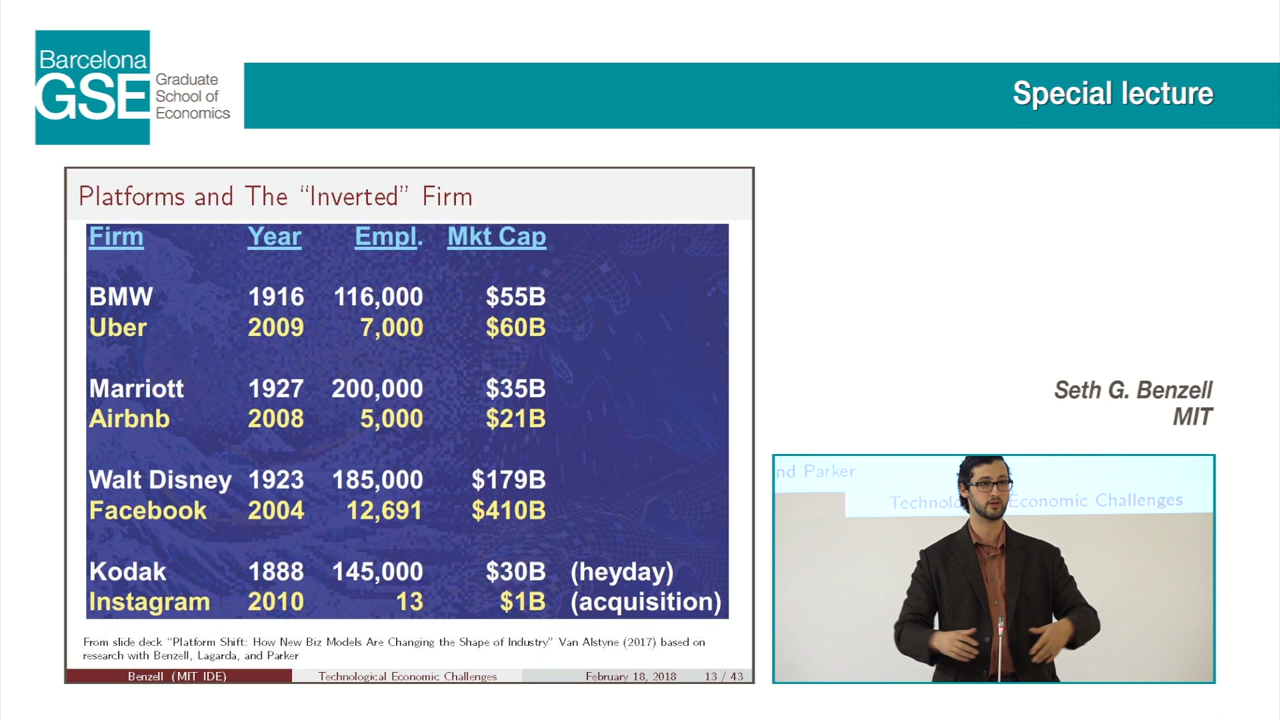 Barcelona
GSE
Graduate
School of
Economics
Special lecture
Platforms and The “Inverted” Firm
Firm Year Empl. Mkt Cap
BMW 1916 116,000 $55B
Uber 2009 7,000 $60B
Marriott 1927 200,000 $35B
Airbnb 2008 5,000 $21B
Walt Disney 1923 185,000 $179B
Facebook 2004 12,691 $410B
Kodak 1888 145,000 $30B (heyday)
Instagram 2010 13 $1B (acquisition)
From slide deck “Platform Shift: How New Biz Models Are Changing the Shape of Industry” Van Alstyne (2017) based on
research with Benzell, Lagarda, and Parker
Benzell (MIT IDE) Technological Economic Challenges February 18, 2018 13 / 43
Seth G. Benzell
MIT
nd Parker
Economic Challenges